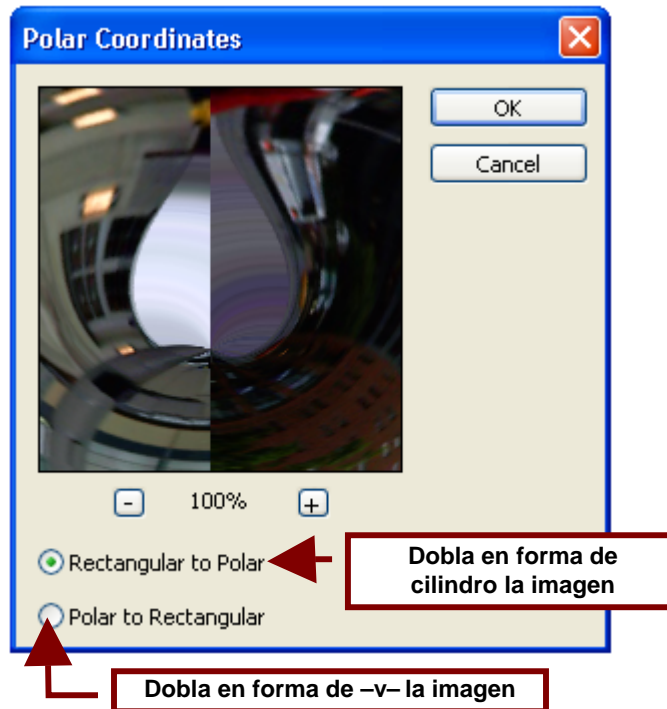 Polar Coordinates
OK
Cancel
- 100% +
Rectangular to Polar
Dobla en forma de
cilindro la imagen
Polar to Rectangular
Dobla en forma de –v– la imagen